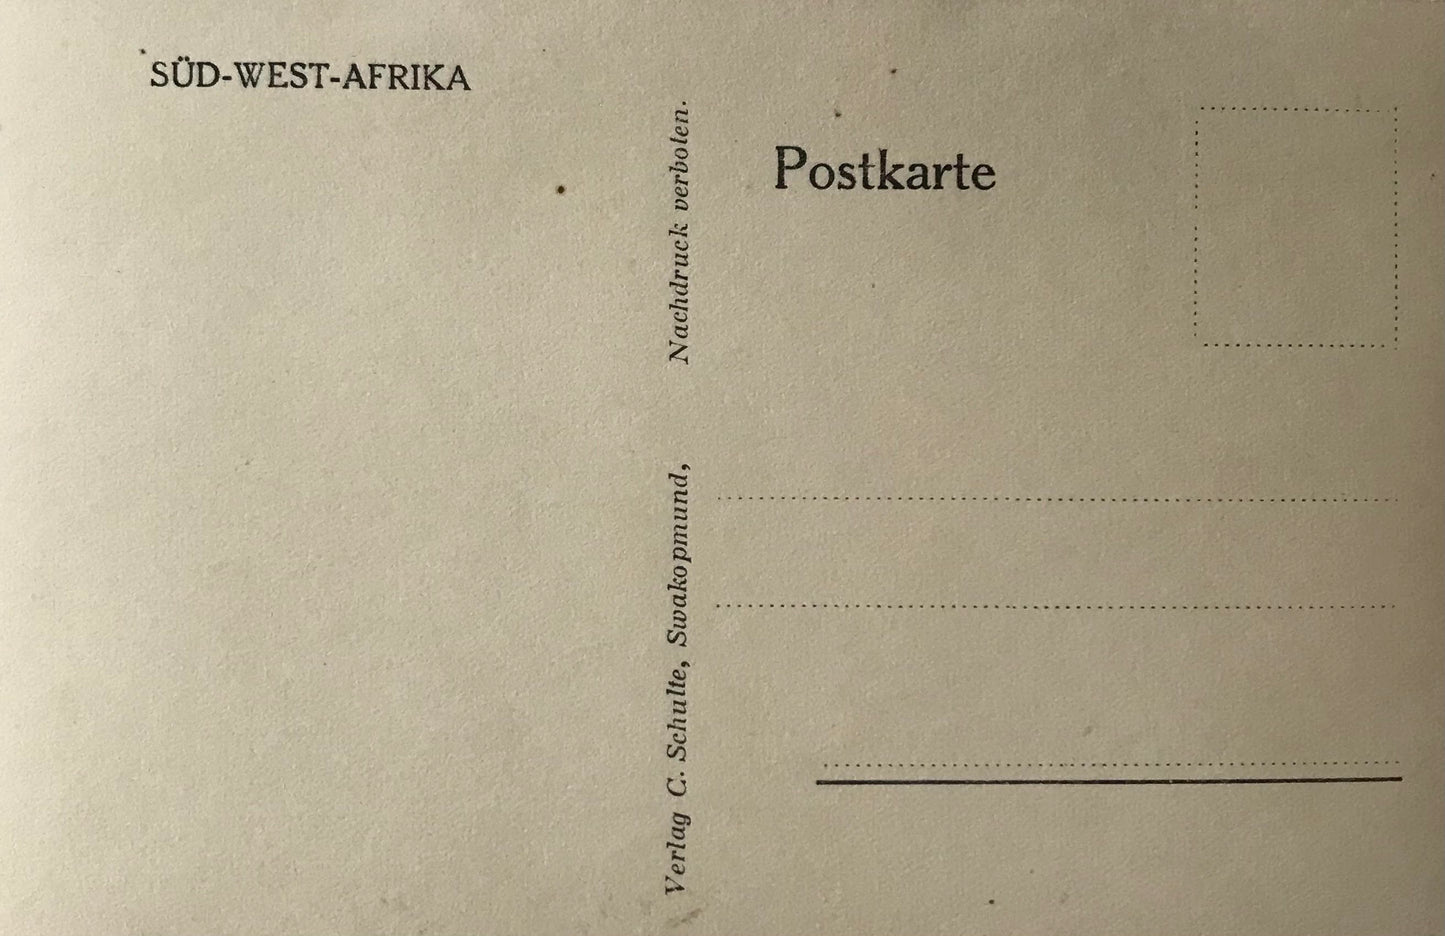 SÜD-WEST-AFRIKA
Postkarte
Verlag C. Schulte, Swakopmund, Nachdruck verboten.